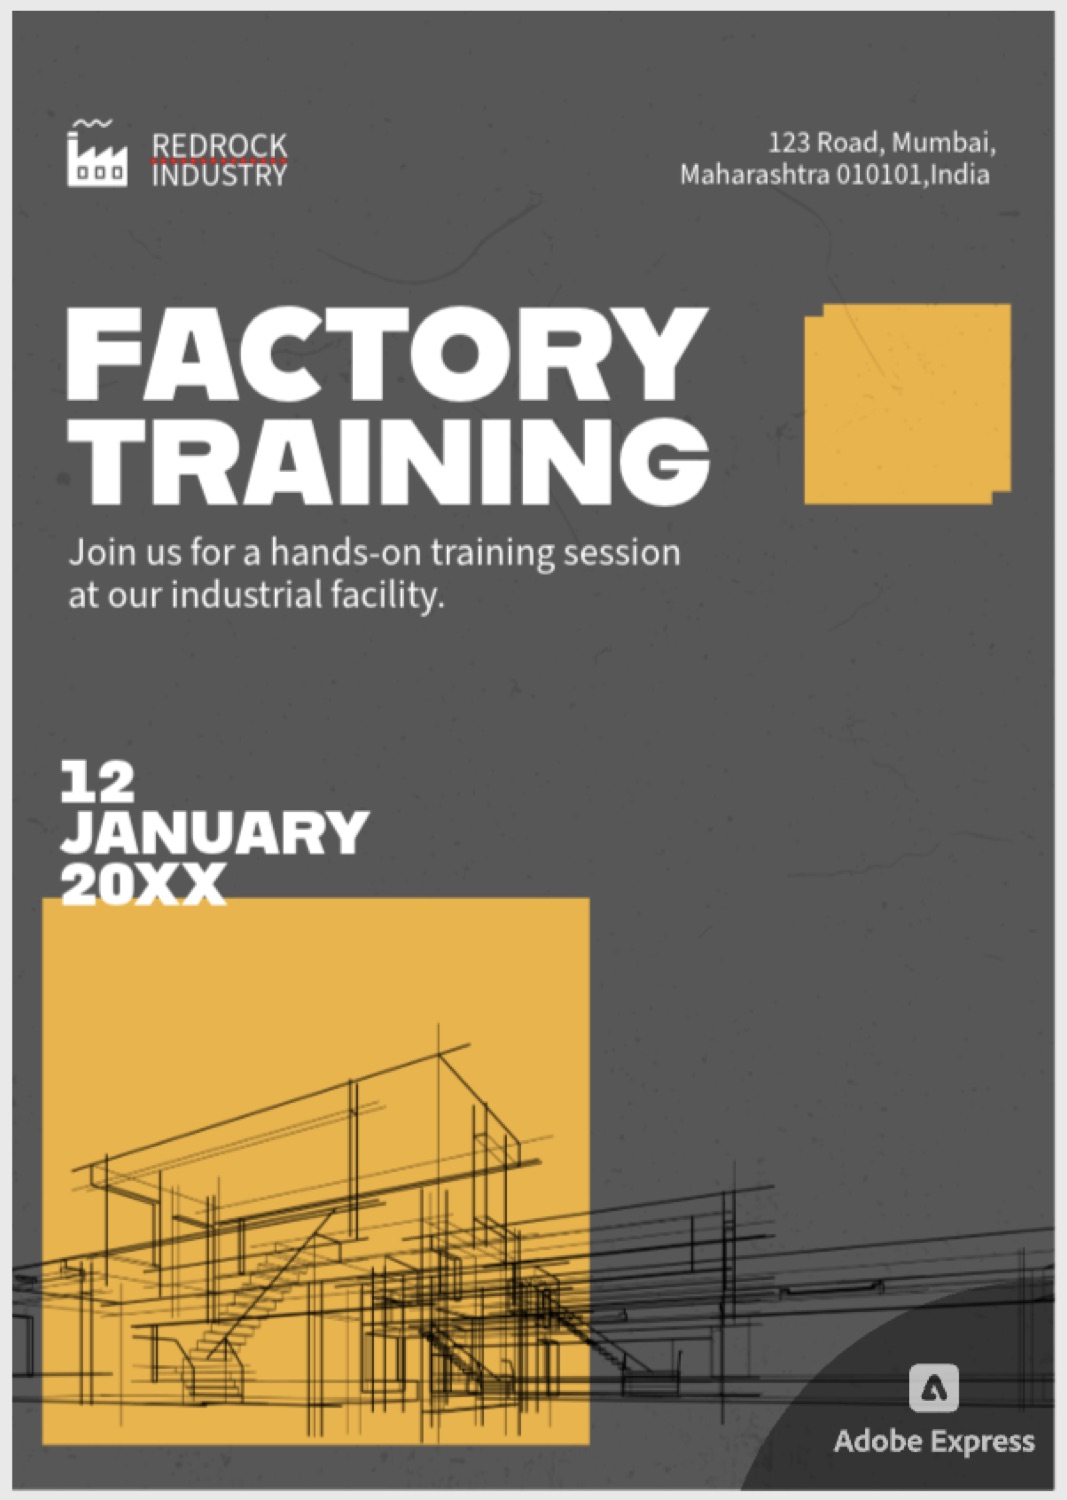 REDROCK
INDUSTRY
123 Road, Mumbai,
Maharashtra 010101,India
FACTORY
TRAINING
Join us for a hands-on training session
at our industrial facility.
12
JANUARY
20XX
Adobe Express